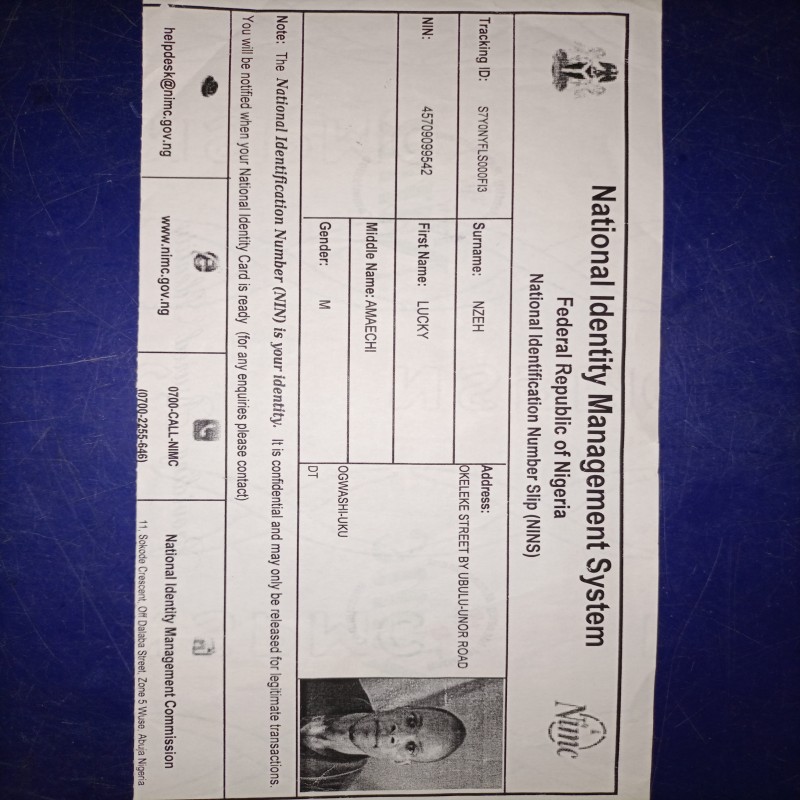 National Identity Management System
Federal Republic of Nigeria
National Identification Number Slip (NINS)
Nimc
Tracking ID: S7Y0NYFLS000FI3
Surname: NZEH
Address:
OKELEKE STREET BY UBULU-UNOR ROAD
NIN: 45709099542
First Name: LUCKY
Middle Name: AMAECHI
OGWASHI-UKU
Gender: M
DT
Note: The National Identification Number (NIN) is your identity. It is confidential and may only be released for legitimate transactions.
You will be notified when your National Identity Card is ready (for any enquiries please contact)
helpdesk@nimc.gov.ng
www.nimc.gov.ng
0700-CALL-NIMC
(0700-2255-646)
National Identity Management Commission
11, Sokode Crescent, Off Dalaba Street, Zone 5 Wuse, Abuja Nigeria